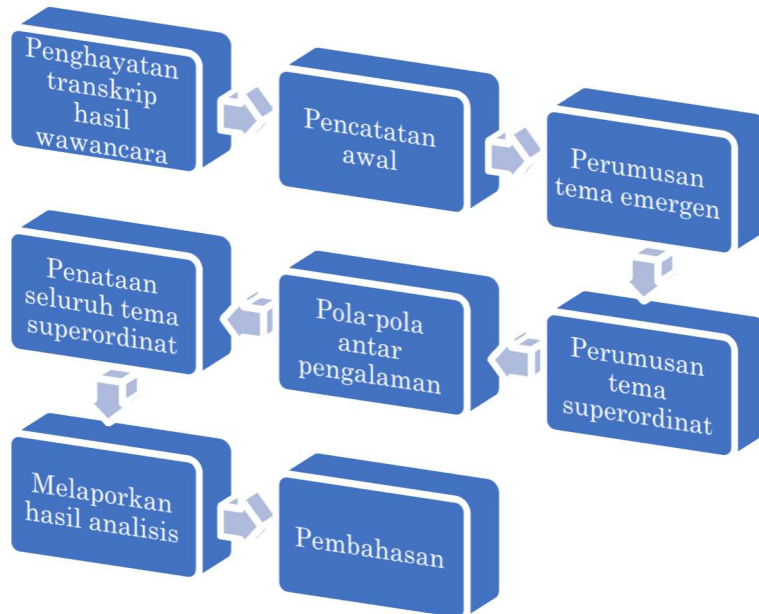 Penghayatan
transkrip
hasil
wawancara
Pencatatan
awal
Perumusan
tema emergen
Perumusan
tema
superordinat
Pola-pola
antar
pengalaman
Penataan
seluruh tema
superordinat
Melaporkan
hasil analisis
Pembahasan